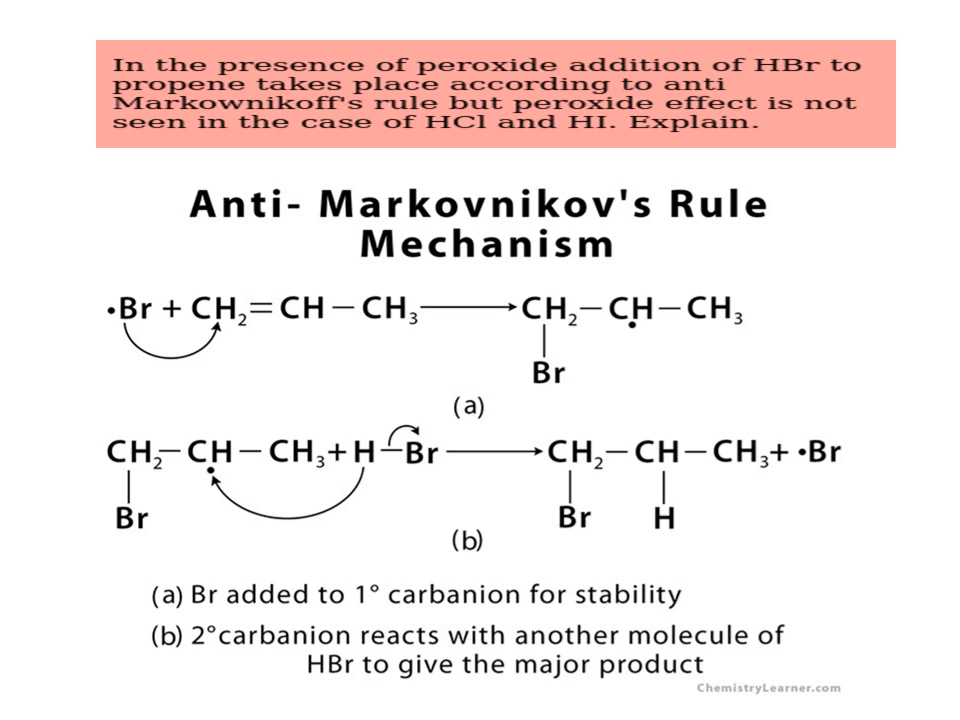 In the presence of peroxide addition of HBr to
propene takes place according to anti
Markownikoff's rule but peroxide effect is not
seen in the case of HCl and HI. Explain.
Anti- Markovnikov's Rule
Mechanism
·Br + CH₂=CH–CH₃⟶CH₂–CH–CH₃
Br
(a)
CH₂–CH–CH₃+H–Br⟶CH₂–CH–CH₃+·Br
Br Br H
(b)
(a) Br added to 1° carbanion for stability
(b) 2°carbanion reacts with another molecule of
HBr to give the major product
ChemistryLearner.com